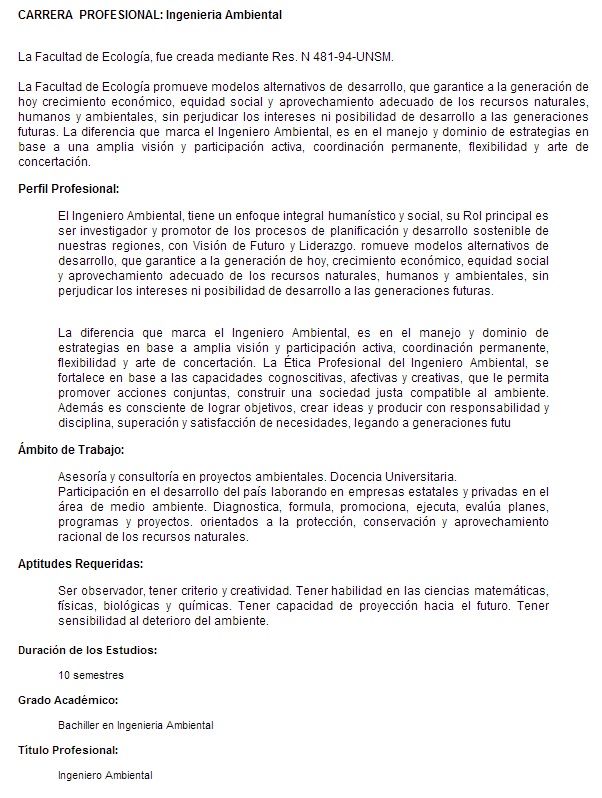 CARRERA PROFESIONAL: Ingenieria Ambiental
La Facultad de Ecología, fue creada mediante Res. N 481-94-UNSM.
La Facultad de Ecología promueve modelos alternativos de desarrollo, que garantice a la generación de
hoy crecimiento económico, equidad social y aprovechamiento adecuado de los recursos naturales,
humanos y ambientales, sin perjudicar los intereses ni posibilidad de desarrollo a las generaciones
futuras. La diferencia que marca el Ingeniero Ambiental, es en el manejo y dominio de estrategias en
base a una amplia visión y participación activa, coordinación permanente, flexibilidad y arte de
concertación.
Perfil Profesional:
El Ingeniero Ambiental, tiene un enfoque integral humanístico y social, su Rol principal es
ser investigador y promotor de los procesos de planificación y desarrollo sostenible de
nuestras regiones, con Visión de Futuro y Liderazgo. romueve modelos alternativos de
desarrollo, que garantice a la generación de hoy, crecimiento económico, equidad social
y aprovechamiento adecuado de los recursos naturales, humanos y ambientales, sin
perjudicar los intereses ni posibilidad de desarrollo a las generaciones futuras.
La diferencia que marca el Ingeniero Ambiental, es en el manejo y dominio de
estrategias en base a amplia visión y participación activa, coordinación permanente,
flexibilidad y arte de concertación. La Ética Profesional del Ingeniero Ambiental, se
fortalece en base a las capacidades cognoscitivas, afectivas y creativas, que le permita
promover acciones conjuntas, construir una sociedad justa compatible al ambiente.
Además es consciente de lograr objetivos, crear ideas y producir con responsabilidad y
disciplina, superación y satisfacción de necesidades, legando a generaciones futu
Ámbito de Trabajo:
Asesoría y consultoría en proyectos ambientales. Docencia Universitaria.
Participación en el desarrollo del país laborando en empresas estatales y privadas en el
área de medio ambiente. Diagnostica, formula, promociona, ejecuta, evalúa planes,
programas y proyectos. orientados a la protección, conservación y aprovechamiento
racional de los recursos naturales.
Aptitudes Requeridas:
Ser observador, tener criterio y creatividad. Tener habilidad en las ciencias matemáticas,
físicas, biológicas y químicas. Tener capacidad de proyección hacia el futuro. Tener
sensibilidad al deterioro del ambiente.
Duración de los Estudios:
10 semestres
Grado Académico:
Bachiller en Ingenieria Ambiental
Título Profesional:
Ingeniero Ambiental